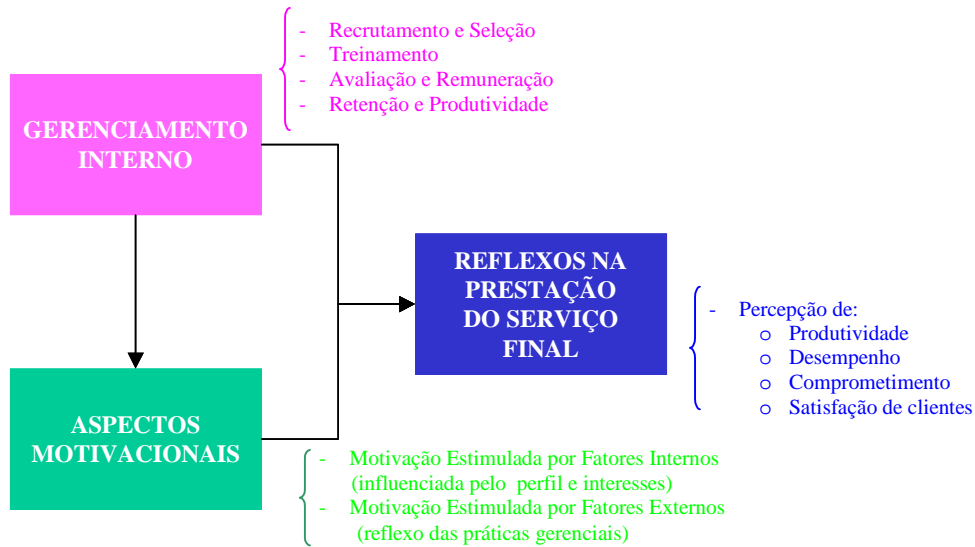 - Recrutamento e Seleção
- Treinamento
- Avaliação e Remuneração
- Retenção e Produtividade
GERENCIAMENTO
INTERNO
REFLEXOS NA
PRESTAÇÃO
DO SERVIÇO
FINAL
- Percepção de:
o Produtividade
o Desempenho
o Comprometimento
o Satisfação de clientes
ASPECTOS
MOTIVACIONAIS
- Motivação Estimulada por Fatores Internos
(influenciada pelo perfil e interesses)
- Motivação Estimulada por Fatores Externos
(reflexo das práticas gerenciais)